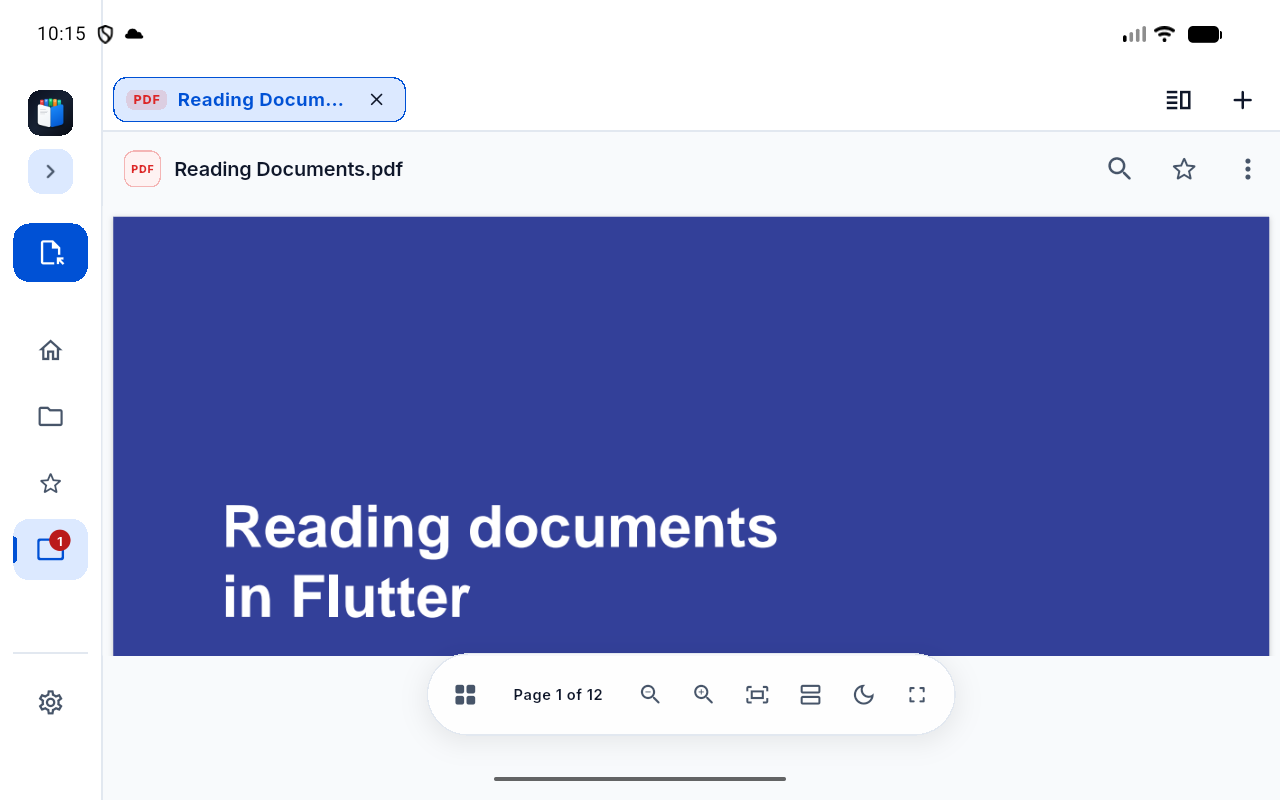 10:15
PDF Reading Docum...
PDF Reading Documents.pdf
Reading documents
in Flutter
1
Page 1 of 12